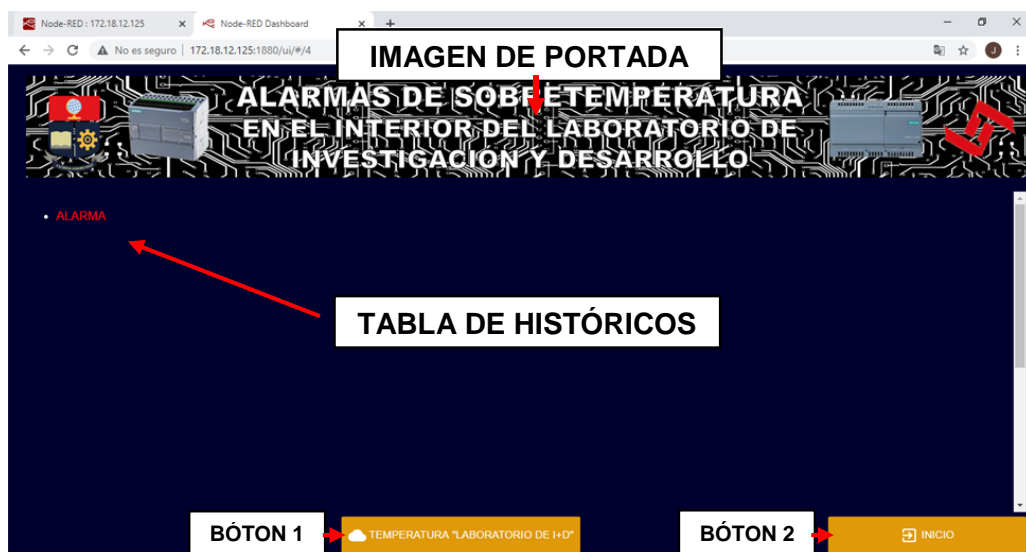 Node-RED : 172.18.12.125
Node-RED Dashboard
No es seguro | 172.18.12.125:1880/ui/#/4
J
IMAGEN DE PORTADA
ALARMAS DE SOBRETEMPERATURA
EN EL INTERIOR DEL LABORATORIO DE
INVESTIGACIÓN Y DESARROLLO
ALARMA
TABLA DE HISTÓRICOS
BÓTON 1
TEMPERATURA "LABORATORIO DE I+D"
BÓTON 2
INICIO